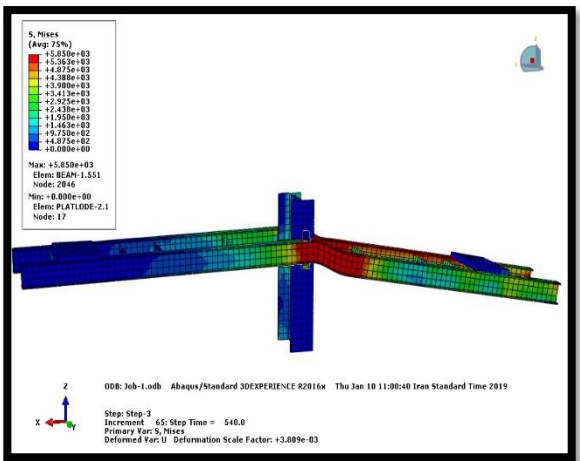 S, Mises
(Avg: 75%)
+5.850e+03
+5.363e+03
+4.875e+03
+4.388e+03
+3.900e+03
+3.413e+03
+2.925e+03
+2.438e+03
+1.950e+03
+1.463e+03
+9.750e+02
+4.875e+02
+0.000e+00
Max: +5.850e+03
Elem: BEAM-1.551
Node: 2046
Min: +0.000e+00
Elem: PLATLODE-2.1
Node: 17
Z
ODB: Job-1.odb Abaqus/Standard 3DEXPERIENCE R2016x Thu Jan 10 11:00:40 Iran Standard Time 2019
X
Y
Step: Step-3
Increment 65: Step Time = 540.0
Primary Var: S, Mises
Deformed Var: U Deformation Scale Factor: +3.809e-03